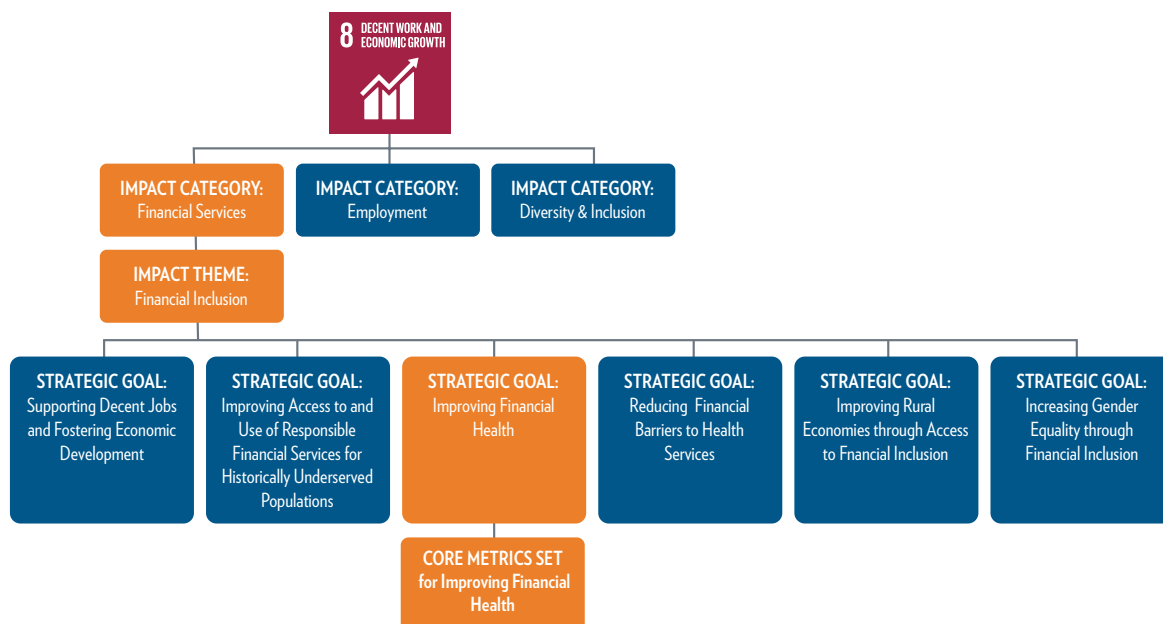 8 DECENT WORK AND
ECONOMIC GROWTH
IMPACT CATEGORY:
Financial Services
IMPACT CATEGORY:
Employment
IMPACT CATEGORY:
Diversity & Inclusion
IMPACT THEME:
Financial Inclusion
STRATEGIC GOAL:
Supporting Decent Jobs
and Fostering Economic
Development
STRATEGIC GOAL:
Improving Access to and
Use of Responsible
Financial Services for
Historically Underserved
Populations
STRATEGIC GOAL:
Improving Financial
Health
STRATEGIC GOAL:
Reducing Financial
Barriers to Health
Services
STRATEGIC GOAL:
Improving Rural
Economies through Access
to Fnancial Inclusion
STRATEGIC GOAL:
Increasing Gender
Equality through
Financial Inclusion
CORE METRICS SET
for Improving Financial
Health